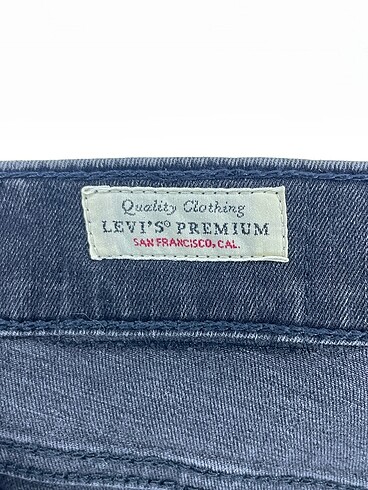 Quality Clothing
LEVI'S® PREMIUM
SAN FRANCISCO, CAL.